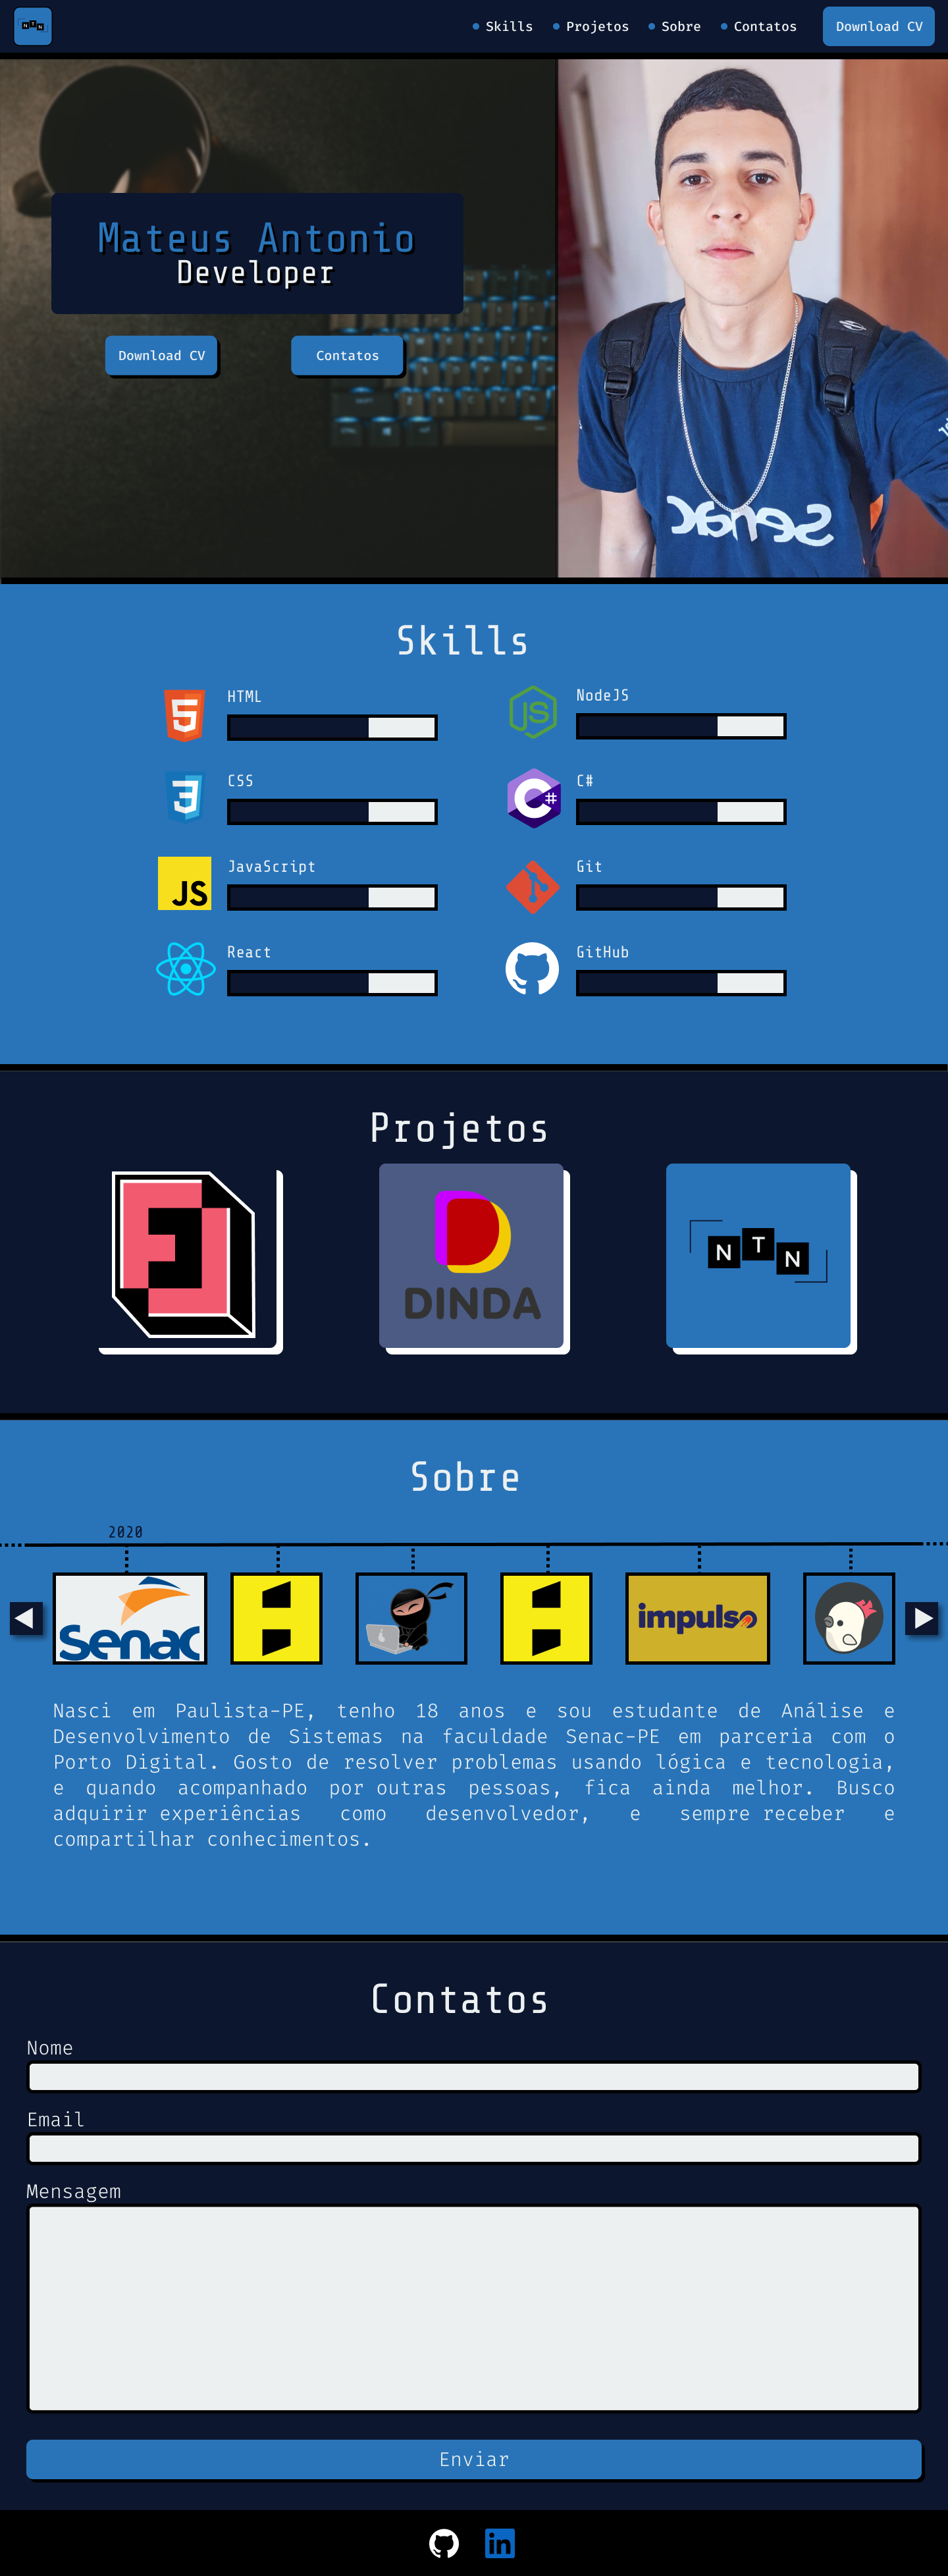 N T N
Skills
Projetos
Sobre
Contatos
Download CV
Mateus Antonio
Developer
Download CV
Contatos
Senac
Skills
HTML
NodeJS
CSS
C#
JS
JavaScript
Git
React
GitHub
Projetos
DINDA
N T N
Sobre
2020
Senac
impulso
Nasci em Paulista-PE, tenho 18 anos e sou estudante de Análise e
Desenvolvimento de Sistemas na faculdade Senac-PE em parceria com o
Porto Digital. Gosto de resolver problemas usando lógica e tecnologia,
e quando acompanhado por outras pessoas, fica ainda melhor. Busco
adquirir experiências como desenvolvedor, e sempre receber e
compartilhar conhecimentos.
Contatos
Nome
Email
Mensagem
Enviar
in